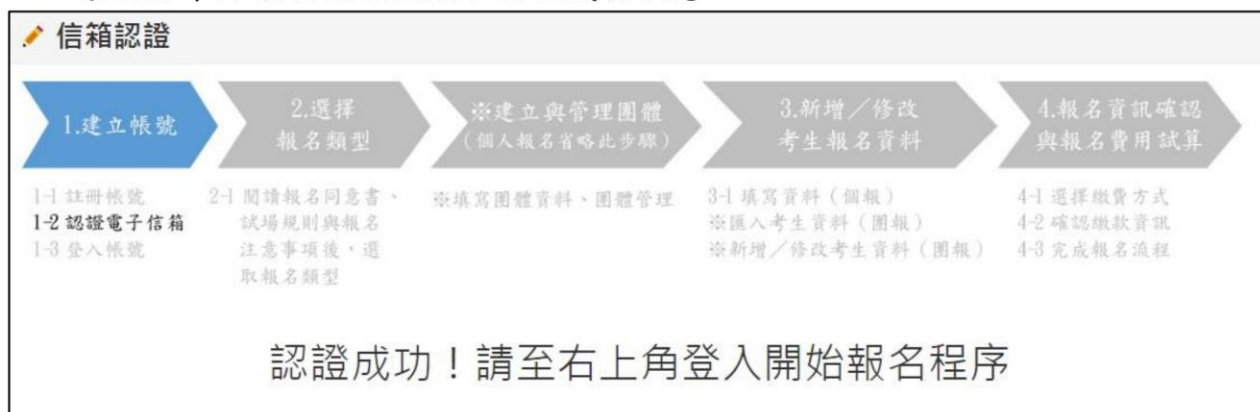 信箱認證
1.建立帳號
2.選擇
報名類型
※建立與管理團體
(個人報名省略此步驟)
3.新增／修改
考生報名資料
4.報名資訊確認
與報名費用試算
1-1 註冊帳號
1-2 認證電子信箱
1-3 登入帳號
2-1 閱讀報名同意書、
試場規則與報名
注意事項後，選
取報名類型
※填寫團體資料、團體管理
3-1 填寫資料（個報）
※匯入考生資料（團報）
※新增／修改考生資料（團報）
4-1 選擇繳費方式
4-2 確認繳款資訊
4-3 完成報名流程
認證成功！請至右上角登入開始報名程序